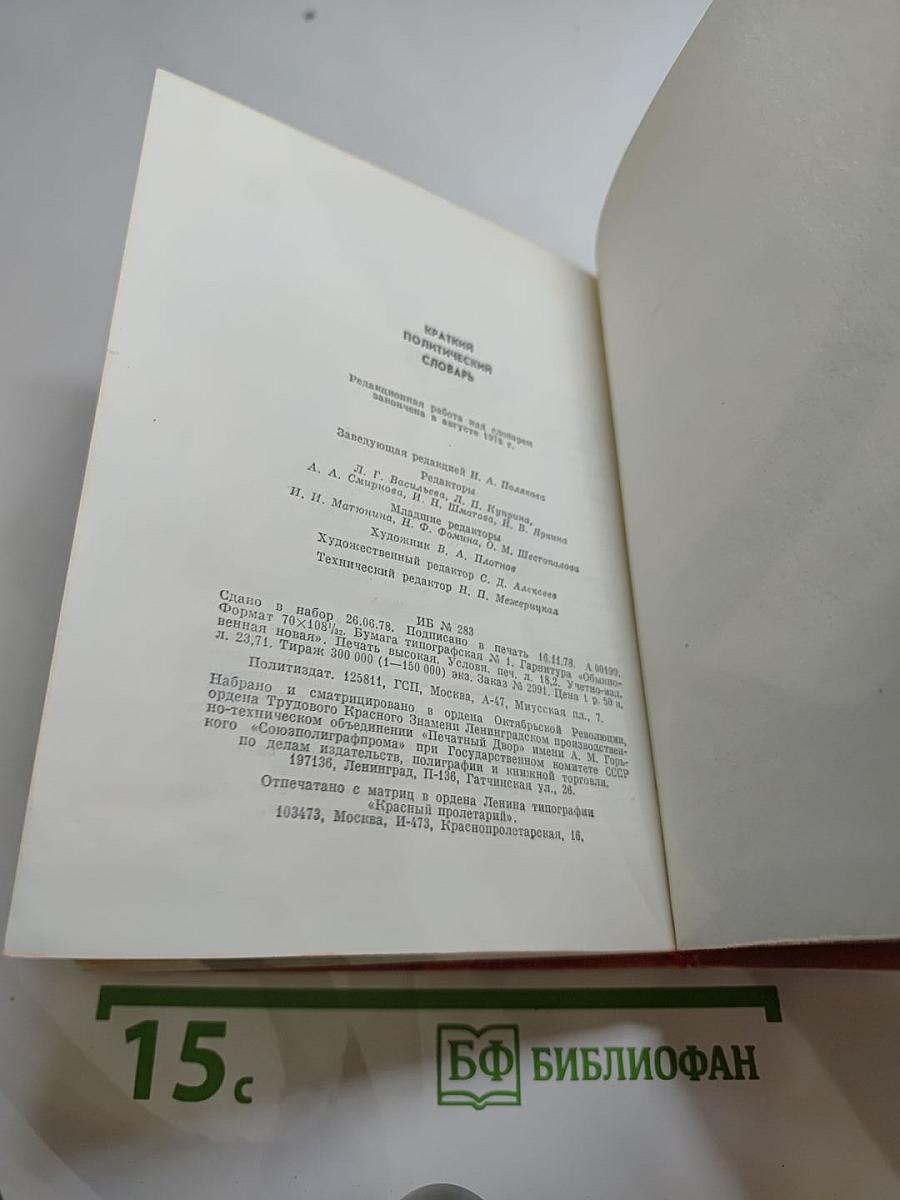 КРАТКИЙ
ПОЛИТИЧЕСКИЙ
СЛОВАРЬ
Редакционная работа над словарем
закончена в августе 1978 г.
Заведующая редакцией Н. А. Полякова
Редакторы
Л. Г. Васильева, Л. П. Куприна,
А. А. Смирнова, И. Н. Шматова, Н. В. Яркина
Младшие редакторы
И. И. Матюнина, Н. Ф. Фомина, О. М. Шестопалова
Художник В. А. Плотнов
Художественный редактор С. Д. Алексеев
Технический редактор Н. П. Межерицкая
ИБ № 283
Сдано в набор 26.06.78. Подписано в печать 16.11.78. А 00199.
Формат 70×108¹/₃₂. Бумага типографская № 1. Гарнитура «Обыкно-
венная новая». Печать высокая. Условн. печ. л. 18,2. Учетно-изд.
л. 23,71. Тираж 300 000 (1—150 000) экз. Заказ № 2991. Цена 1 р. 50 к.
Политиздат. 125811, ГСП, Москва, А-47, Миусская пл., 7.
Набрано и сматрицировано в ордена Октябрьской Революции,
ордена Трудового Красного Знамени Ленинградском производствен-
но-техническом объединении «Печатный Двор» имени А. М. Горь-
кого «Союзполиграфпрома» при Государственном комитете СССР
по делам издательств, полиграфии и книжной торговли.
197136, Ленинград, П-136, Гатчинская ул., 26.
Отпечатано с матриц в ордена Ленина типографии
«Красный пролетарий».
103473, Москва, И-473, Краснопролетарская, 16.
15 с
БФ БИБЛИОФАН